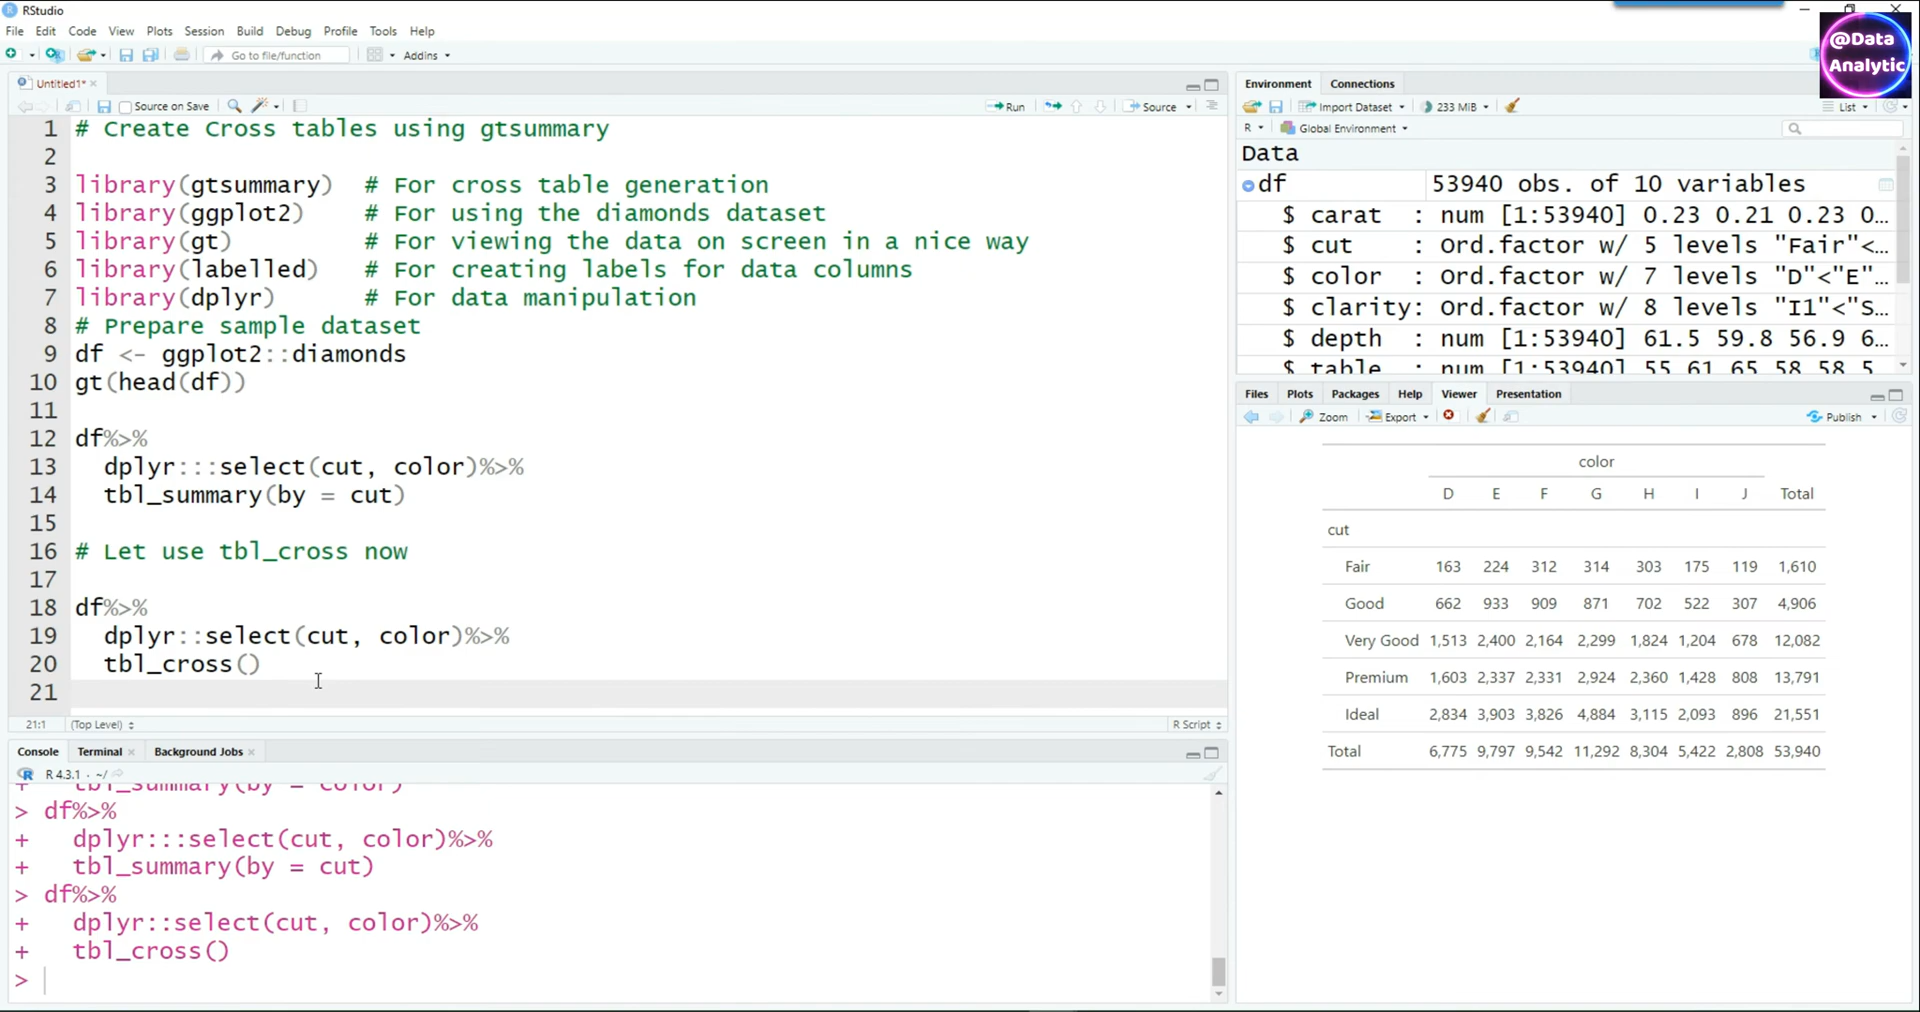 RStudio
File Edit Code View Plots Session Build Debug Profile Tools Help
Go to file/function Addins
@Data
Analytic
Untitled1*
Source on Save Run Source
1 # Create Cross tables using gtsummary
2
3 library(gtsummary)  # For cross table generation
4 library(ggplot2)    # For using the diamonds dataset
5 library(gt)         # For viewing the data on screen in a nice way
6 library(labelled)   # For creating labels for data columns
7 library(dplyr)      # For data manipulation
8 # Prepare sample dataset
9 df <- ggplot2::diamonds
10 gt(head(df))
11
12 df%>%
13   dplyr:::select(cut, color)%>%
14   tbl_summary(by = cut)
15
16 # Let use tbl_cross now
17
18 df%>%
19   dplyr::select(cut, color)%>%
20   tbl_cross()
21
21:1 (Top Level) R Script
Console Terminal Background Jobs
R 4.3.1 · ~/
+   tbl_summary(by = color)
> df%>%
+   dplyr:::select(cut, color)%>%
+   tbl_summary(by = cut)
> df%>%
+   dplyr::select(cut, color)%>%
+   tbl_cross()
>
Environment Connections
Import Dataset 233 MiB List
R Global Environment
Data
df 53940 obs. of 10 variables
$ carat : num [1:53940] 0.23 0.21 0.23 0…
$ cut : Ord.factor w/ 5 levels "Fair"<…
$ color : Ord.factor w/ 7 levels "D"<"E"…
$ clarity: Ord.factor w/ 8 levels "I1"<"S…
$ depth : num [1:53940] 61.5 59.8 56.9 6…
$ table : num [1:53940] 55 61 65 58 58 5
Files Plots Packages Help Viewer Presentation
Zoom Export Publish
color
D E F G H I J Total
cut
Fair 163 224 312 314 303 175 119 1,610
Good 662 933 909 871 702 522 307 4,906
Very Good 1,513 2,400 2,164 2,299 1,824 1,204 678 12,082
Premium 1,603 2,337 2,331 2,924 2,360 1,428 808 13,791
Ideal 2,834 3,903 3,826 4,884 3,115 2,093 896 21,551
Total 6,775 9,797 9,542 11,292 8,304 5,422 2,808 53,940